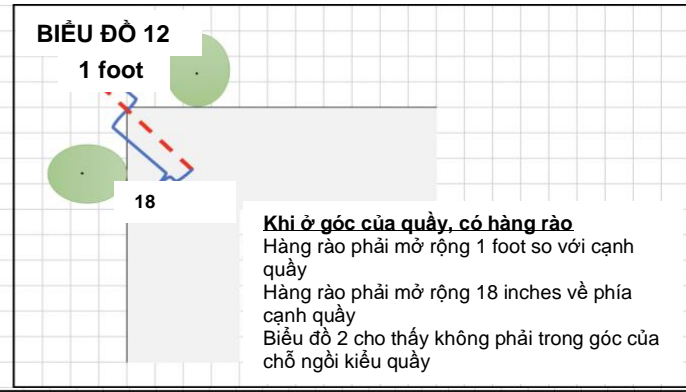 BIỂU ĐỒ 12
1 foot
18
Khi ở góc của quầy, có hàng rào
Hàng rào phải mở rộng 1 foot so với cạnh
quầy
Hàng rào phải mở rộng 18 inches về phía
cạnh quầy
Biểu đồ 2 cho thấy không phải trong góc của
chỗ ngồi kiểu quầy